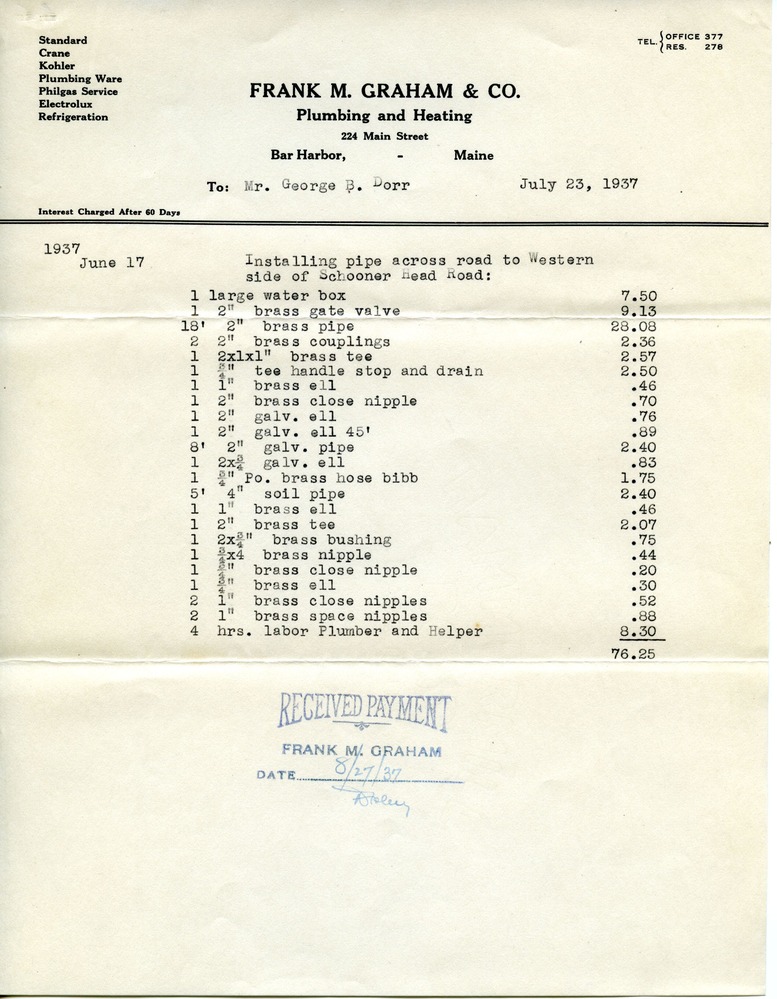 Standard
Crane
Kohler
Plumbing Ware
Philgas Service
Electrolux
Refrigeration
TEL. { OFFICE 377
RES. 278
FRANK M. GRAHAM & CO.
Plumbing and Heating
224 Main Street
Bar Harbor, - Maine
To: Mr. George B. Dorr July 23, 1937
Interest Charged After 60 Days
1937
June 17 Installing pipe across road to Western
side of Schooner Head Road:
1 large water box 7.50
1 2" brass gate valve 9.13
18' 2" brass pipe 28.08
2 2" brass couplings 2.36
1 2x1x1" brass tee 2.57
1 ¾" tee handle stop and drain 2.50
1 1" brass ell .46
1 2" brass close nipple .70
1 2" galv. ell .76
1 2" galv. ell 45' .89
8' 2" galv. pipe 2.40
1 2x¾ galv. ell .83
1 ¾" Po. brass hose bibb 1.75
5' 4" soil pipe 2.40
1 1" brass ell .46
1 2" brass tee 2.07
1 2x¾" brass bushing .75
1 ¾x4 brass nipple .44
1 ¾" brass close nipple .20
1 ¾" brass ell .30
2 1" brass close nipples .52
2 1" brass space nipples .88
4 hrs. labor Plumber and Helper 8.30
76.25
RECEIVED PAYMENT
FRANK M. GRAHAM
DATE 8/27/37